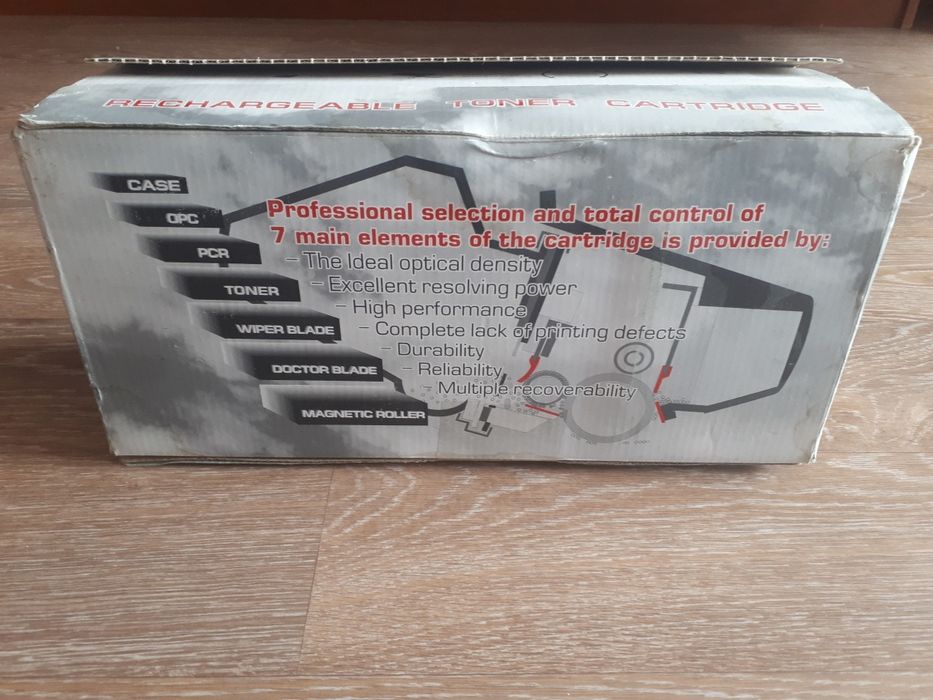 RECHARGEABLE TONER CARTRIDGE
CASE
OPC
PCR
TONER
WIPER BLADE
DOCTOR BLADE
MAGNETIC ROLLER
Professional selection and total control of
7 main elements of the cartridge is provided by:
- The Ideal optical density
- Excellent resolving power
- High performance
- Complete lack of printing defects
- Durability
- Reliability
- Multiple recoverability